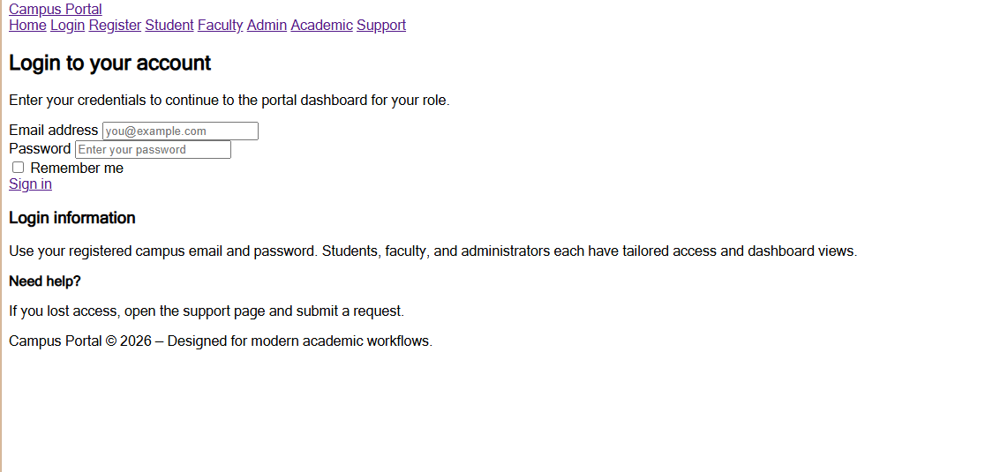 Campus Portal
Home Login Register Student Faculty Admin Academic Support
Login to your account
Enter your credentials to continue to the portal dashboard for your role.
Email address you@example.com
Password Enter your password
Remember me
Sign in
Login information
Use your registered campus email and password. Students, faculty, and administrators each have tailored access and dashboard views.
Need help?
If you lost access, open the support page and submit a request.
Campus Portal © 2026 – Designed for modern academic workflows.